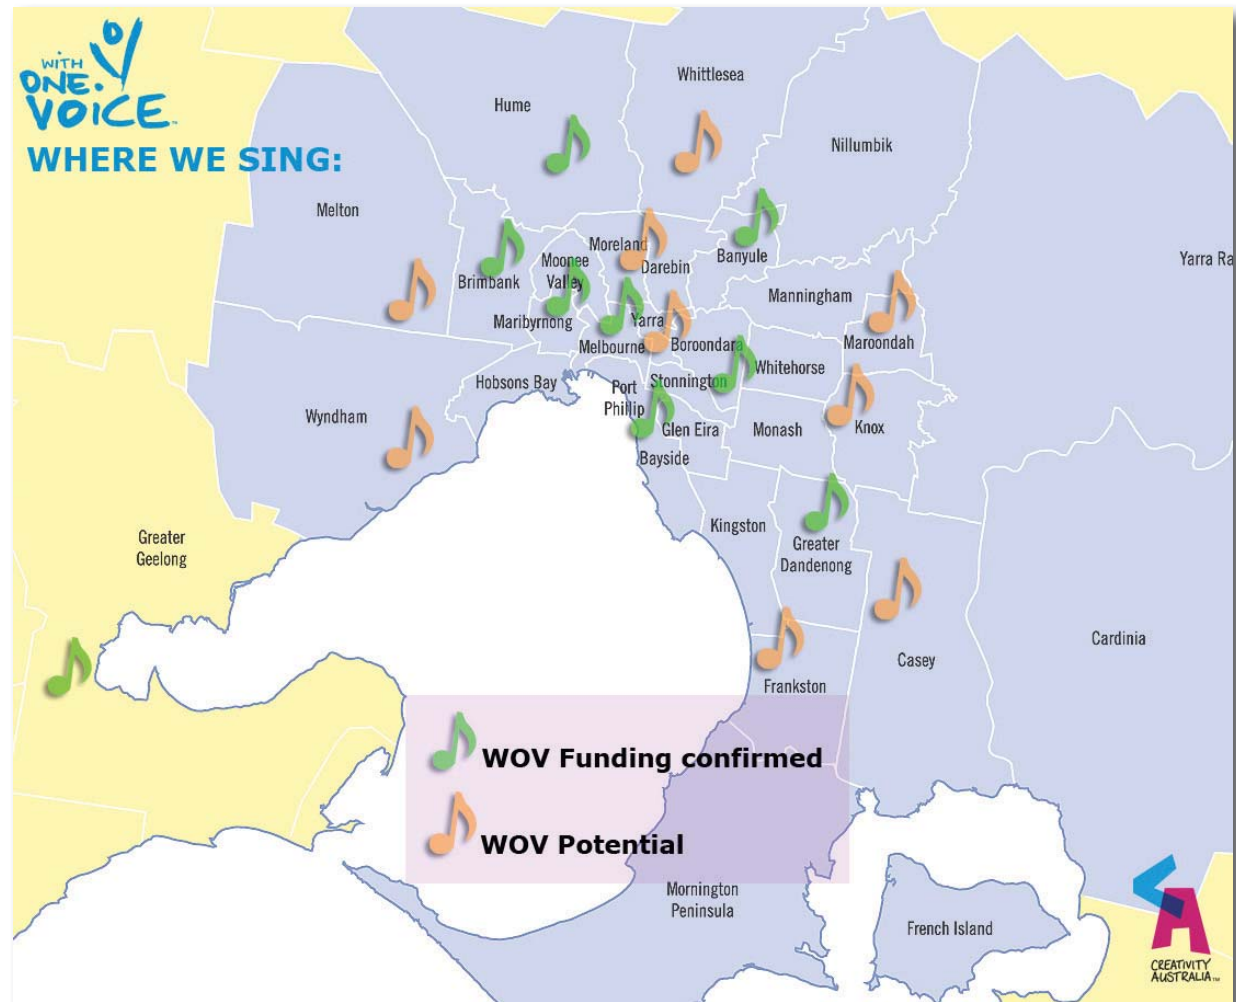 WITH
ONE
VOICE™
WHERE WE SING:
Whittlesea
Hume
Nillumbik
Melton
Moreland
Banyule
Yarra Ra
Moonee
Valley
Darebin
Brimbank
Manningham
Maribyrnong
Yarra
Melbourne
Boroondara
Maroondah
Whitehorse
Hobsons Bay
Port
Phillip
Stonnington
Wyndham
Glen Eira
Monash
Knox
Bayside
Kingston
Greater
Geelong
Greater
Dandenong
Cardinia
Casey
Frankston
WOV Funding confirmed
WOV Potential
Mornington
Peninsula
French Island
CREATIVITY
AUSTRALIA™